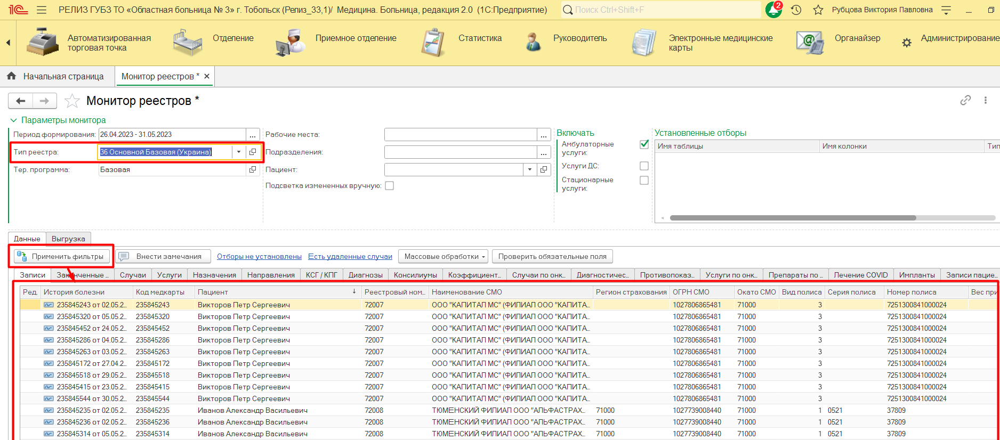 РЕЛИЗ ГУБЗ ТО «Областная больница № 3» г. Тобольск (Релиз_33,1)/ Медицина. Больница, редакция 2.0 (1С:Предприятие)
Поиск Ctrl+Shift+F
2
Рубцова Виктория Павловна
Автоматизированная торговая точка
Отделение
Приемное отделение
Статистика
Руководитель
Электронные медицинские карты
Органайзер
Администрирование
Начальная страница
Монитор реестров *
Монитор реестров *
Параметры монитора
Период формирования: 26.04.2023 - 31.05.2023 ...
Тип реестра: 36 Основной Базовая (Украина)
Тер. программа: Базовая
Рабочие места: ...
Подразделения: ...
Пациент:
Подсветка измененных вручную:
Включать
Амбулаторные услуги:
Услуги ДС:
Стационарные услуги:
Установленные отборы
Имя таблицы Имя колонки Тип
Данные Выгрузка
Применить фильтры Внести замечания Отборы не установлены Есть удаленные случаи Массовые обработки Проверить обязательные поля
Записи Законченные ... Случаи Услуги Назначения Направления КСГ / КПГ Диагнозы Консилиумы Коэффициент... Случаи по онк... Диагностичес... Противопоказ... Услуги по онк... Препараты по ... Лечение COVID Импланты Записи пацие...
Ред. История болезни Код медкарты Пациент ↓ Реестровый ном... Наименование СМО Регион страхования ОГРН СМО Окато СМО Вид полиса Серия полиса Номер полиса Вес при
235845243 от 02.05.2... 235845243 Викторов Петр Сергеевич 72007 ООО "КАПИТАЛ МС" (ФИЛИАЛ ООО "КАПИТА... 1027806865481 71000 3 7251300841000024
235845320 от 05.05.2... 235845320 Викторов Петр Сергеевич 72007 ООО "КАПИТАЛ МС" (ФИЛИАЛ ООО "КАПИТА... 1027806865481 71000 3 7251300841000024
235845452 от 24.05.2... 235845452 Викторов Петр Сергеевич 72007 ООО "КАПИТАЛ МС" (ФИЛИАЛ ООО "КАПИТА... 1027806865481 71000 3 7251300841000024
235845286 от 04.05.2... 235845286 Викторов Петр Сергеевич 72007 ООО "КАПИТАЛ МС" (ФИЛИАЛ ООО "КАПИТА... 1027806865481 71000 3 7251300841000024
235845263 от 03.05.2... 235845263 Викторов Петр Сергеевич 72007 ООО "КАПИТАЛ МС" (ФИЛИАЛ ООО "КАПИТА... 1027806865481 71000 3 7251300841000024
235845172 от 27.04.2... 235845172 Викторов Петр Сергеевич 72007 ООО "КАПИТАЛ МС" (ФИЛИАЛ ООО "КАПИТА... 1027806865481 71000 3 7251300841000024
235845518 от 29.05.2... 235845518 Викторов Петр Сергеевич 72007 ООО "КАПИТАЛ МС" (ФИЛИАЛ ООО "КАПИТА... 1027806865481 71000 3 7251300841000024
235845415 от 23.05.2... 235845415 Викторов Петр Сергеевич 72007 ООО "КАПИТАЛ МС" (ФИЛИАЛ ООО "КАПИТА... 1027806865481 71000 3 7251300841000024
235845544 от 30.05.2... 235845544 Викторов Петр Сергеевич 72007 ООО "КАПИТАЛ МС" (ФИЛИАЛ ООО "КАПИТА... 1027806865481 71000 3 7251300841000024
235845235 от 02.05.2... 235845235 Иванов Александр Васильевич 72008 ТЮМЕНСКИЙ ФИЛИАЛ ООО "АЛЬФАСТРАХ... 71000 1027739008440 71000 1 0521 37809
235845236 от 02.05.2... 235845236 Иванов Александр Васильевич 72008 ТЮМЕНСКИЙ ФИЛИАЛ ООО "АЛЬФАСТРАХ... 71000 1027739008440 71000 1 0521 37809
235845314 от 05.05.2... 235845314 Иванов Александр Васильевич 72008 ТЮМЕНСКИЙ ФИЛИАЛ ООО "АЛЬФАСТРАХ... 71000 1027739008440 71000 1 0521 37809